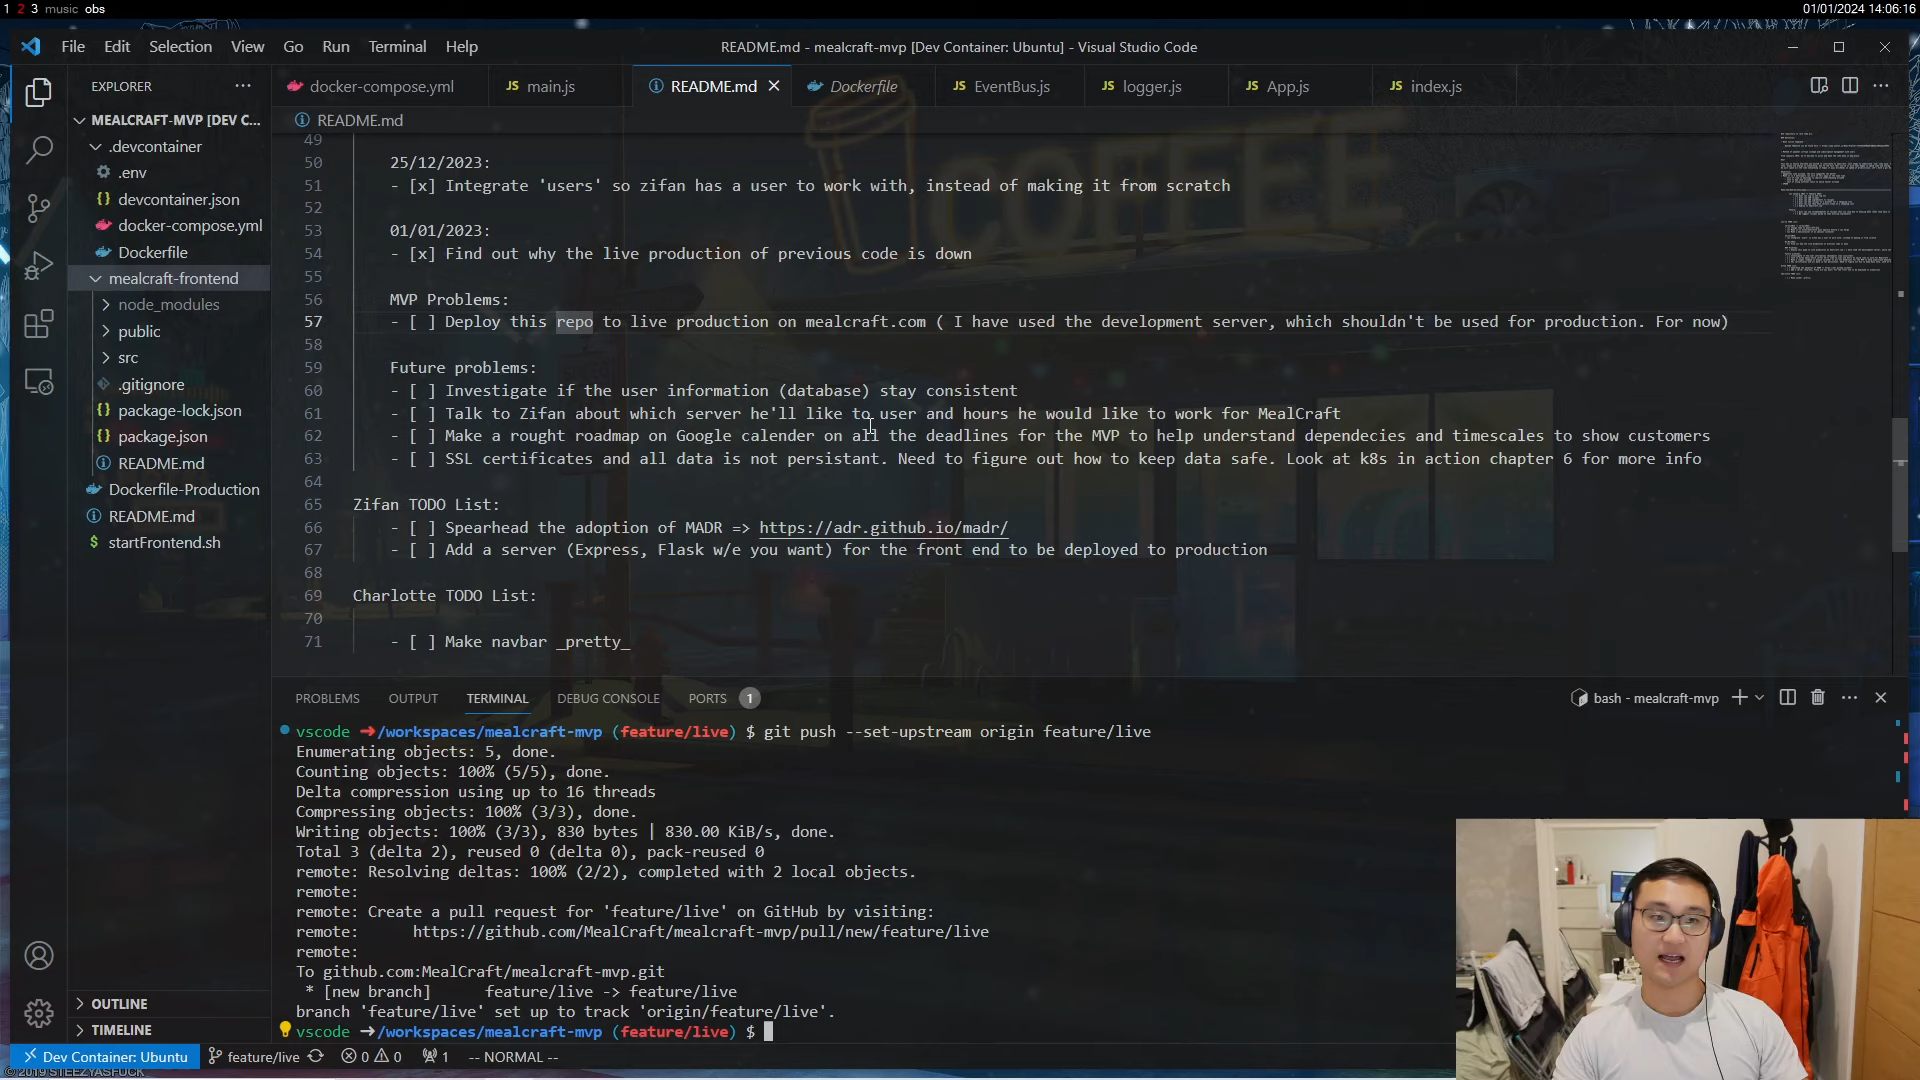 1 2 3 music obs
01/01/2024 14:06:16
File Edit Selection View Go Run Terminal Help
README.md - mealcraft-mvp [Dev Container: Ubuntu] - Visual Studio Code
EXPLORER
docker-compose.yml
JS main.js
README.md
Dockerfile
JS EventBus.js
JS logger.js
JS App.js
JS index.js
README.md
MEALCRAFT-MVP [DEV C...
.devcontainer
.env
devcontainer.json
docker-compose.yml
Dockerfile
mealcraft-frontend
node_modules
public
src
.gitignore
package-lock.json
package.json
README.md
Dockerfile-Production
README.md
startFrontend.sh
OUTLINE
TIMELINE
COFFEE
49
50 25/12/2023:
51 - [x] Integrate 'users' so zifan has a user to work with, instead of making it from scratch
52
53 01/01/2023:
54 - [x] Find out why the live production of previous code is down
55
56 MVP Problems:
57 - [ ] Deploy this repo to live production on mealcraft.com ( I have used the development server, which shouldn't be used for production. For now)
58
59 Future problems:
60 - [ ] Investigate if the user information (database) stay consistent
61 - [ ] Talk to Zifan about which server he'll like to user and hours he would like to work for MealCraft
62 - [ ] Make a rought roadmap on Google calender on all the deadlines for the MVP to help understand dependecies and timescales to show customers
63 - [ ] SSL certificates and all data is not persistant. Need to figure out how to keep data safe. Look at k8s in action chapter 6 for more info
64
65 Zifan TODO List:
66 - [ ] Spearhead the adoption of MADR => https://adr.github.io/madr/
67 - [ ] Add a server (Express, Flask w/e you want) for the front end to be deployed to production
68
69 Charlotte TODO List:
70
71 - [ ] Make navbar _pretty_
PROBLEMS OUTPUT TERMINAL DEBUG CONSOLE PORTS 1
bash - mealcraft-mvp
vscode ➜/workspaces/mealcraft-mvp (feature/live) $ git push --set-upstream origin feature/live
Enumerating objects: 5, done.
Counting objects: 100% (5/5), done.
Delta compression using up to 16 threads
Compressing objects: 100% (3/3), done.
Writing objects: 100% (3/3), 830 bytes | 830.00 KiB/s, done.
Total 3 (delta 2), reused 0 (delta 0), pack-reused 0
remote: Resolving deltas: 100% (2/2), completed with 2 local objects.
remote:
remote: Create a pull request for 'feature/live' on GitHub by visiting:
remote:      https://github.com/MealCraft/mealcraft-mvp/pull/new/feature/live
remote:
To github.com:MealCraft/mealcraft-mvp.git
 * [new branch]      feature/live -> feature/live
branch 'feature/live' set up to track 'origin/feature/live'.
vscode ➜/workspaces/mealcraft-mvp (feature/live) $
Dev Container: Ubuntu feature/live 0 0 1 -- NORMAL --
© 2019 STEEZYASFUCK